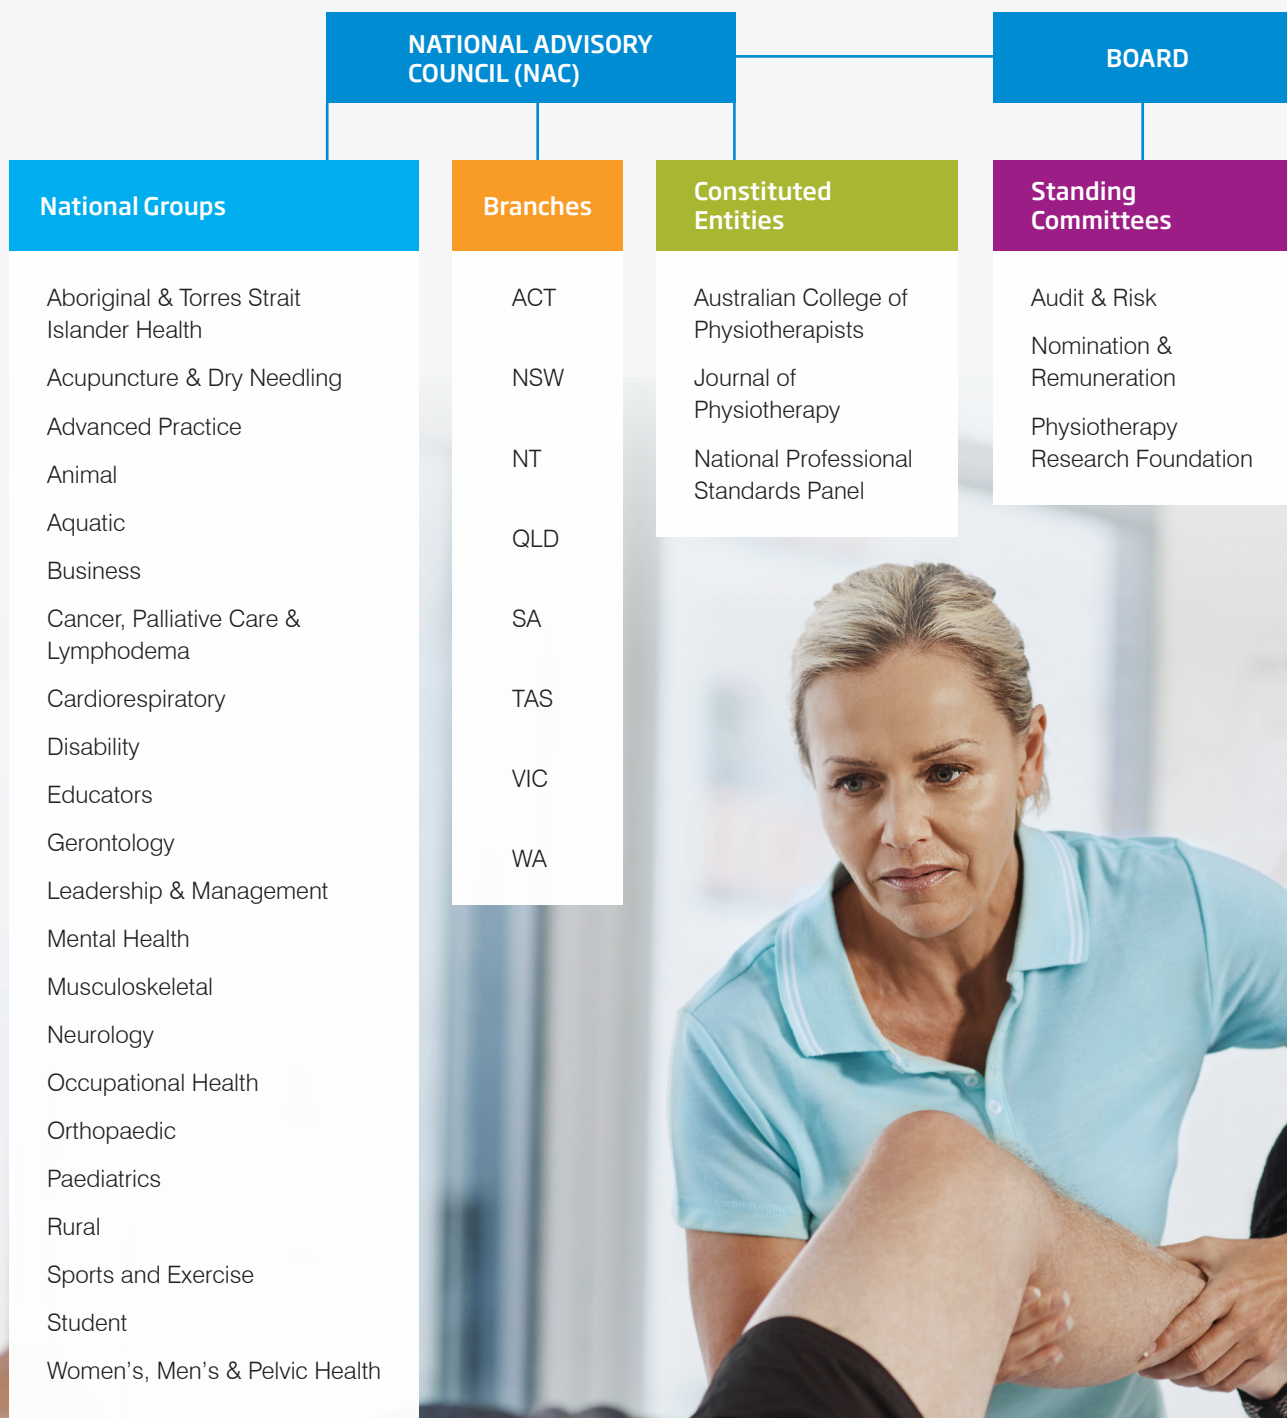 NATIONAL ADVISORY
COUNCIL (NAC)
BOARD
National Groups
Aboriginal & Torres Strait
Islander Health
Acupuncture & Dry Needling
Advanced Practice
Animal
Aquatic
Business
Cancer, Palliative Care &
Lymphodema
Cardiorespiratory
Disability
Educators
Gerontology
Leadership & Management
Mental Health
Musculoskeletal
Neurology
Occupational Health
Orthopaedic
Paediatrics
Rural
Sports and Exercise
Student
Women's, Men's & Pelvic Health
Branches
ACT
NSW
NT
QLD
SA
TAS
VIC
WA
Constituted
Entities
Australian College of
Physiotherapists
Journal of
Physiotherapy
National Professional
Standards Panel
Standing
Committees
Audit & Risk
Nomination &
Remuneration
Physiotherapy
Research Foundation